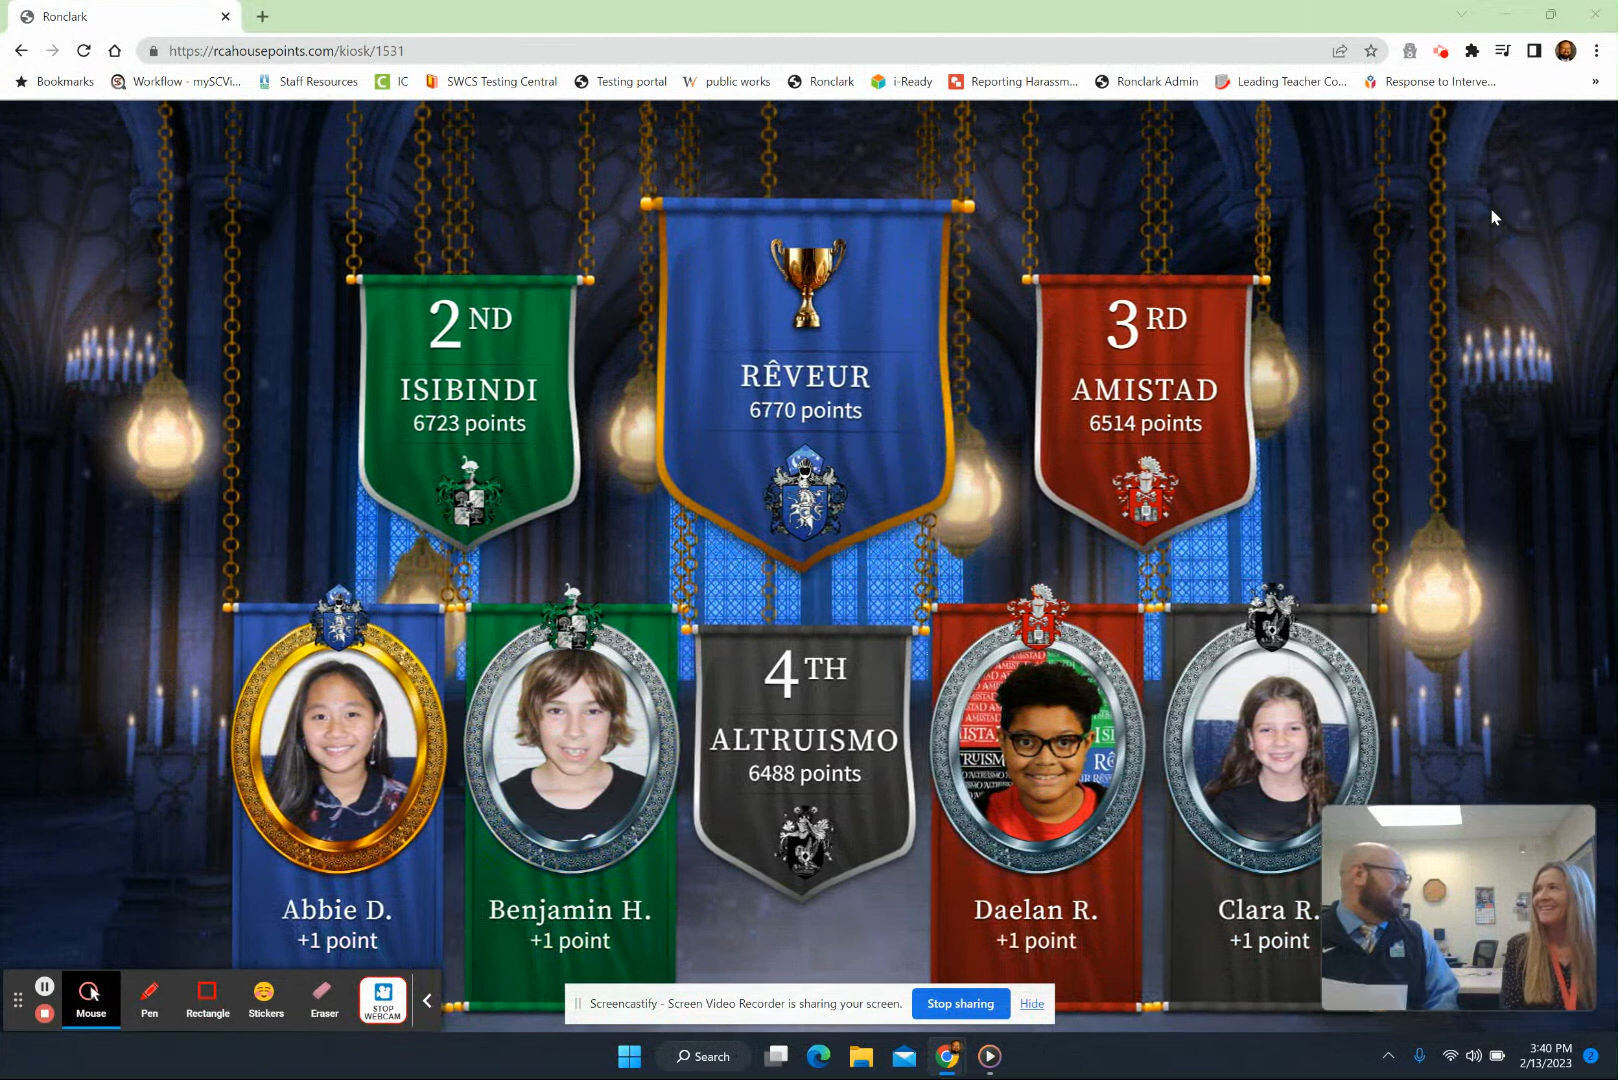 Ronclark
https://rcahousepoints.com/kiosk/1531
Bookmarks Workflow - mySCVi... Staff Resources IC SWCS Testing Central Testing portal public works Ronclark i-Ready Reporting Harassm... Ronclark Admin Leading Teacher Co... Response to Interve... »
2ND
ISIBINDI
6723 points
RÊVEUR
6770 points
3RD
AMISTAD
6514 points
4TH
ALTRUISMO
6488 points
Abbie D.
+1 point
Benjamin H.
+1 point
Daelan R.
+1 point
Clara R.
+1 point
Mouse Pen Rectangle Stickers Eraser STOP WEBCAM
Screencastify - Screen Video Recorder is sharing your screen. Stop sharing Hide
Search
3:40 PM
2/13/2023
2